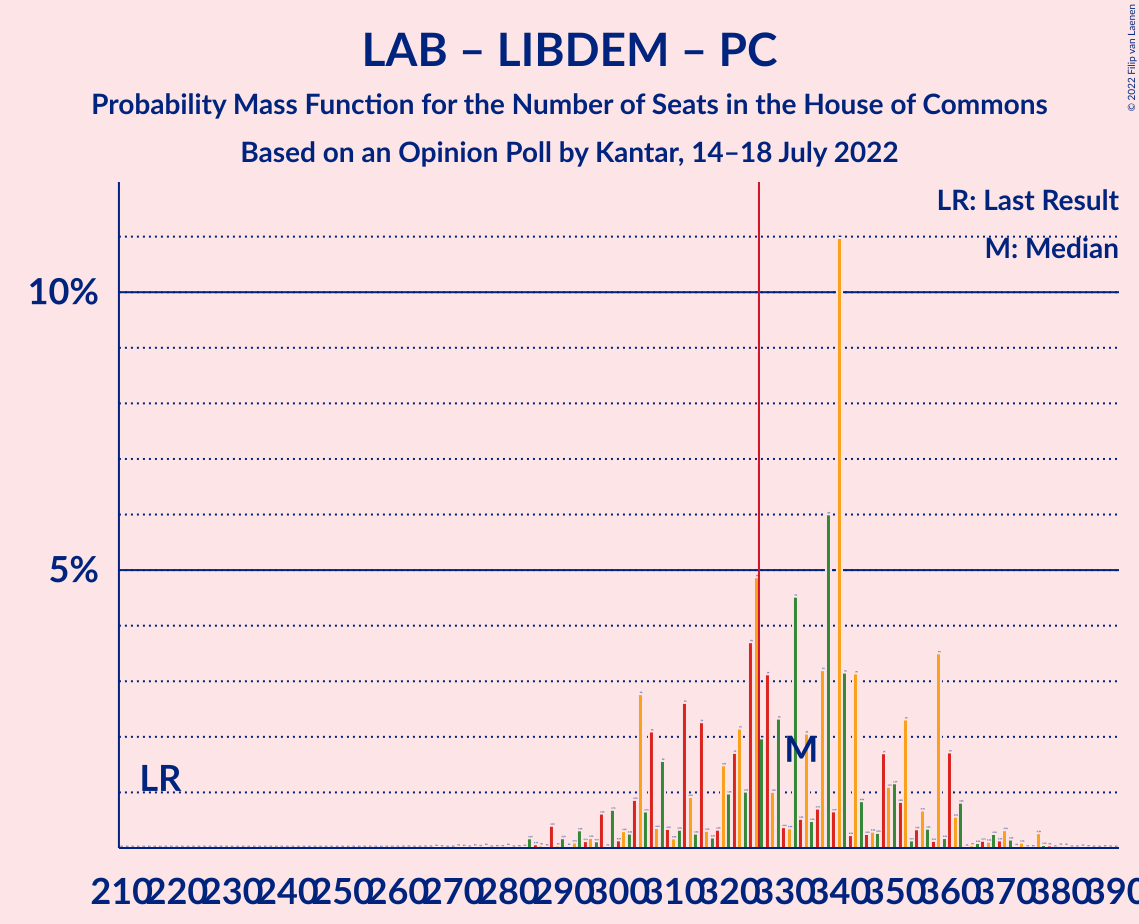 LAB – LIBDEM – PC
Probability Mass Function for the Number of Seats in the House of Commons
Based on an Opinion Poll by Kantar, 14–18 July 2022
© 2022 Filip van Laenen
LR: Last Result
M: Median
10%
5%
LR
M
210 220 230 240 250 260 270 280 290 300 310 320 330 340 350 360 370 380 390